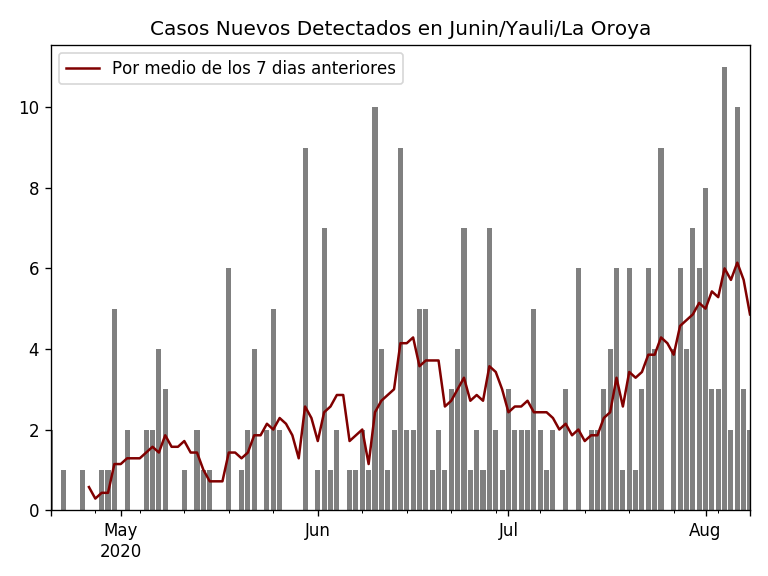 Casos Nuevos Detectados en Junin/Yauli/La Oroya
Por medio de los 7 dias anteriores
10
8
6
4
2
0
May
2020
Jun
Jul
Aug